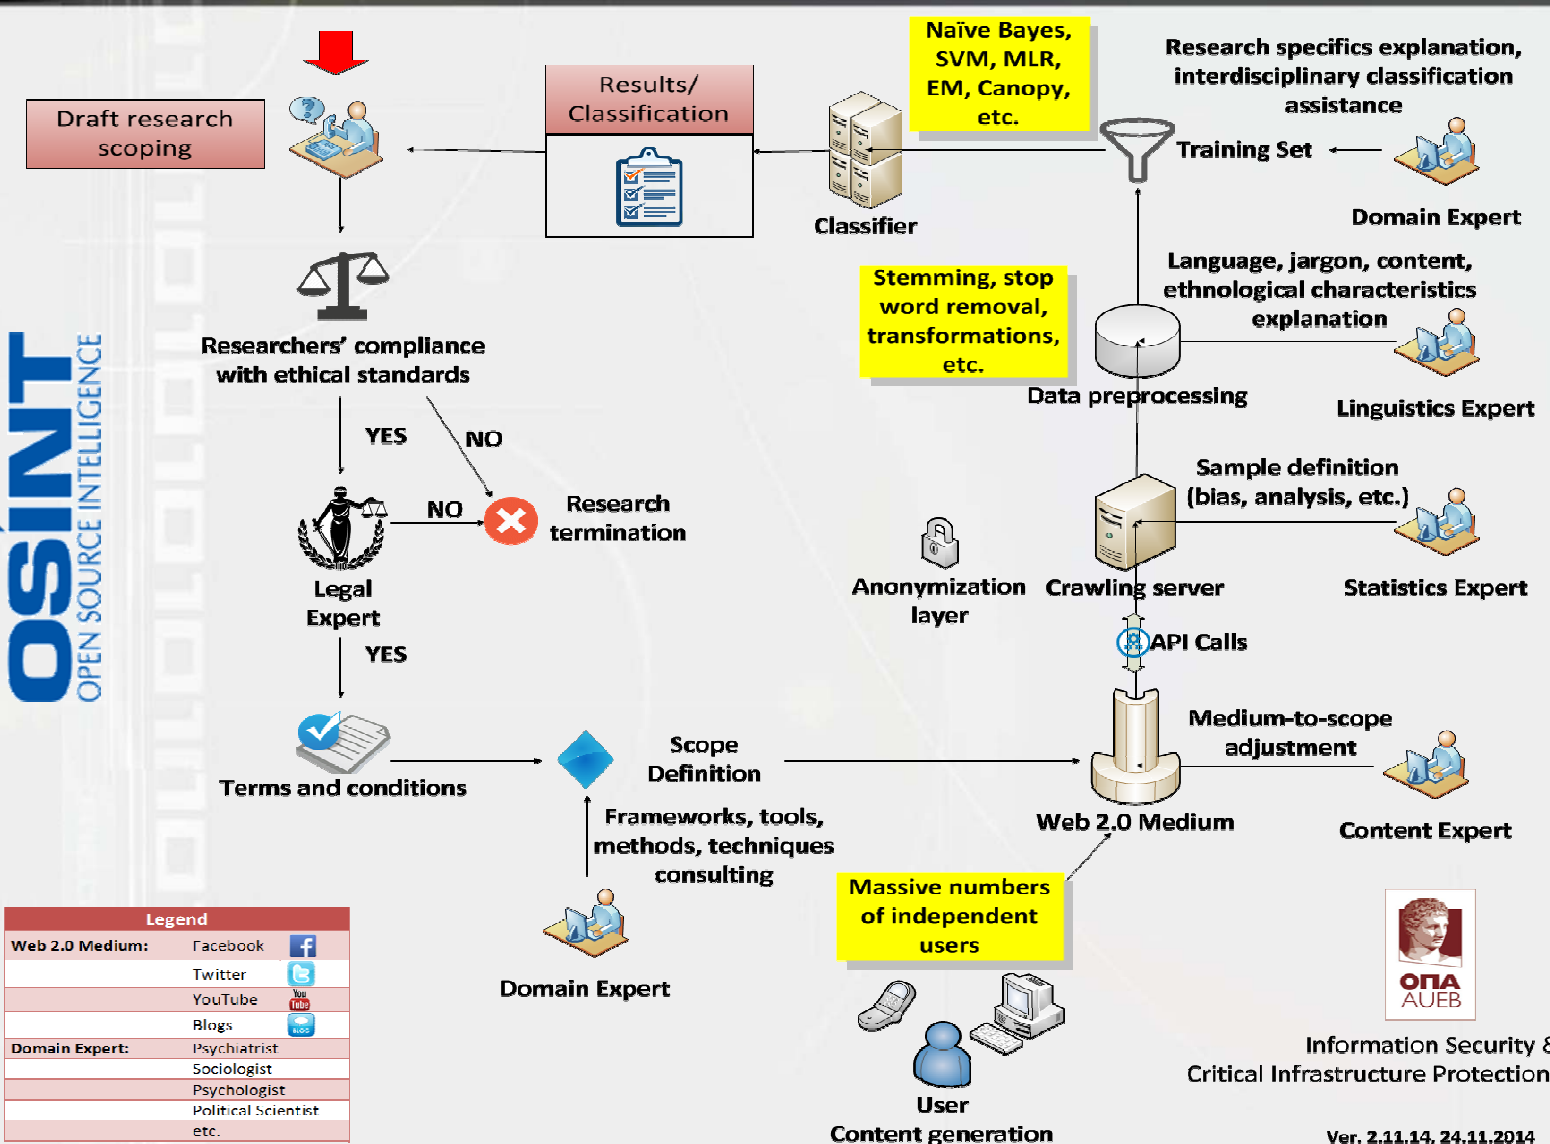 Draft research
scoping
Results/
Classification
Naïve Bayes,
SVM, MLR,
EM, Canopy,
etc.
Research specifics explanation,
interdisciplinary classification
assistance
Training Set
Domain Expert
Classifier
Stemming, stop
word removal,
transformations,
etc.
Language, jargon, content,
ethnological characteristics
explanation
Data preprocessing
Linguistics Expert
Researchers' compliance
with ethical standards
YES
NO
NO
Research
termination
Legal
Expert
YES
Sample definition
(bias, analysis, etc.)
Anonymization
layer
Crawling server
Statistics Expert
API Calls
Medium-to-scope
adjustment
Terms and conditions
Scope
Definition
Web 2.0 Medium
Content Expert
Frameworks, tools,
methods, techniques
consulting
Domain Expert
Massive numbers
of independent
users
User
Content generation
OSINT
OPEN SOURCE INTELLIGENCE
Legend
Web 2.0 Medium: Facebook f
Twitter
YouTube You Tube
Blogs BLOG
Domain Expert: Psychiatrist
Sociologist
Psychologist
Political Scientist
etc.
ΟΠΑ
AUEB
Information Security &
Critical Infrastructure Protection
Ver. 2.11.14, 24.11.2014